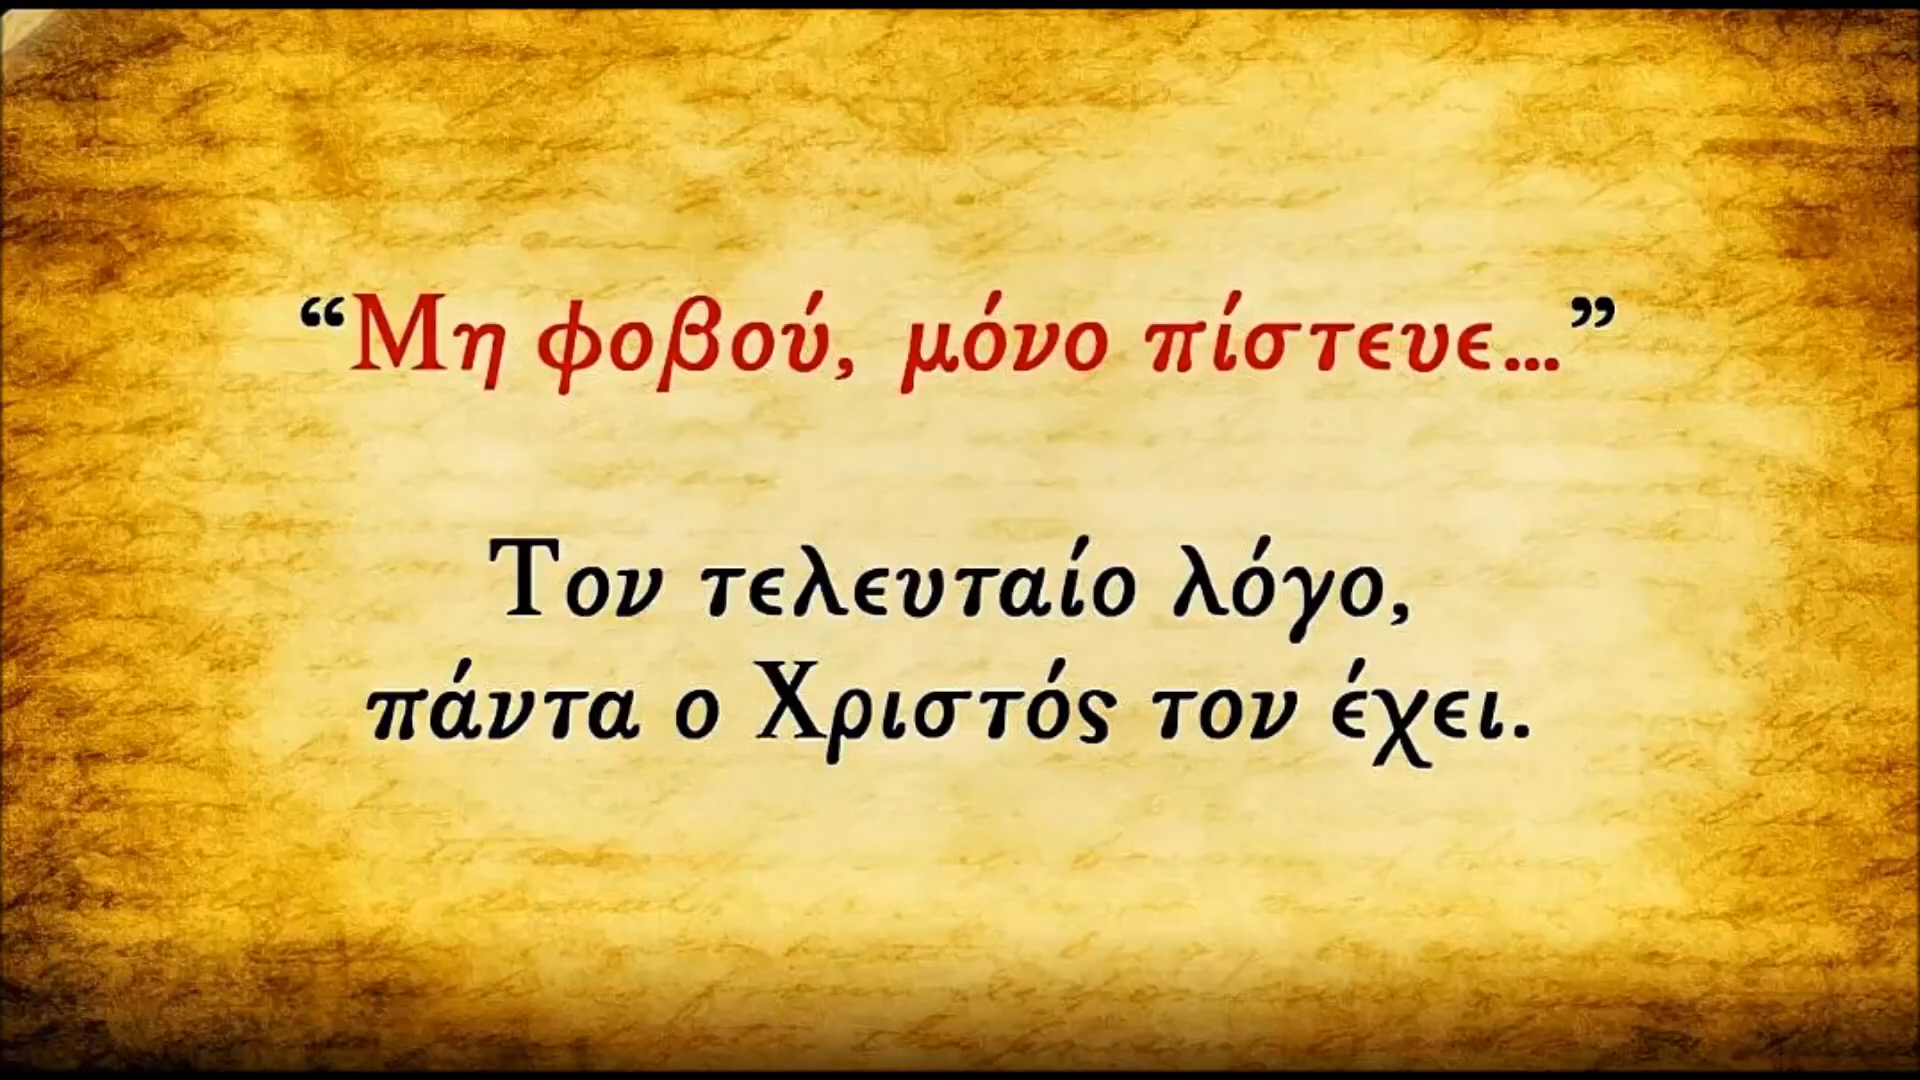 “Μη φοβού, μόνο πίστευε...”
Τον τελευταίο λόγο,
πάντα ο Χριστός τον έχει.